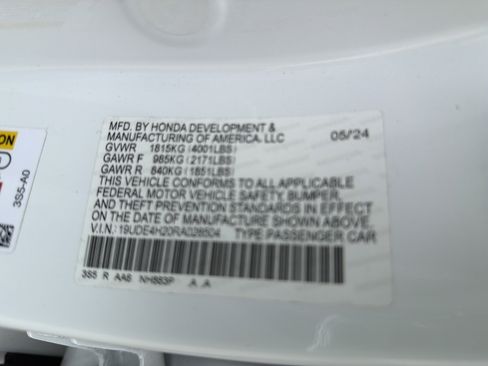 MFD. BY HONDA DEVELOPMENT &
MANUFACTURING OF AMERICA, LLC 05/24
GVWR 1815KG (4001LBS)
GAWR F 985KG (2171LBS)
GAWR R 840KG (1851LBS)
THIS VEHICLE CONFORMS TO ALL APPLICABLE
FEDERAL MOTOR VEHICLE SAFETY, BUMPER,
AND THEFT PREVENTION STANDARDS IN EFFECT
ON THE DATE OF MANUFACTURE SHOWN ABOVE.
V.I.N.: TYPE:PASSENGER CAR
3S5 R AA6 NH883P A A
3S5-A0